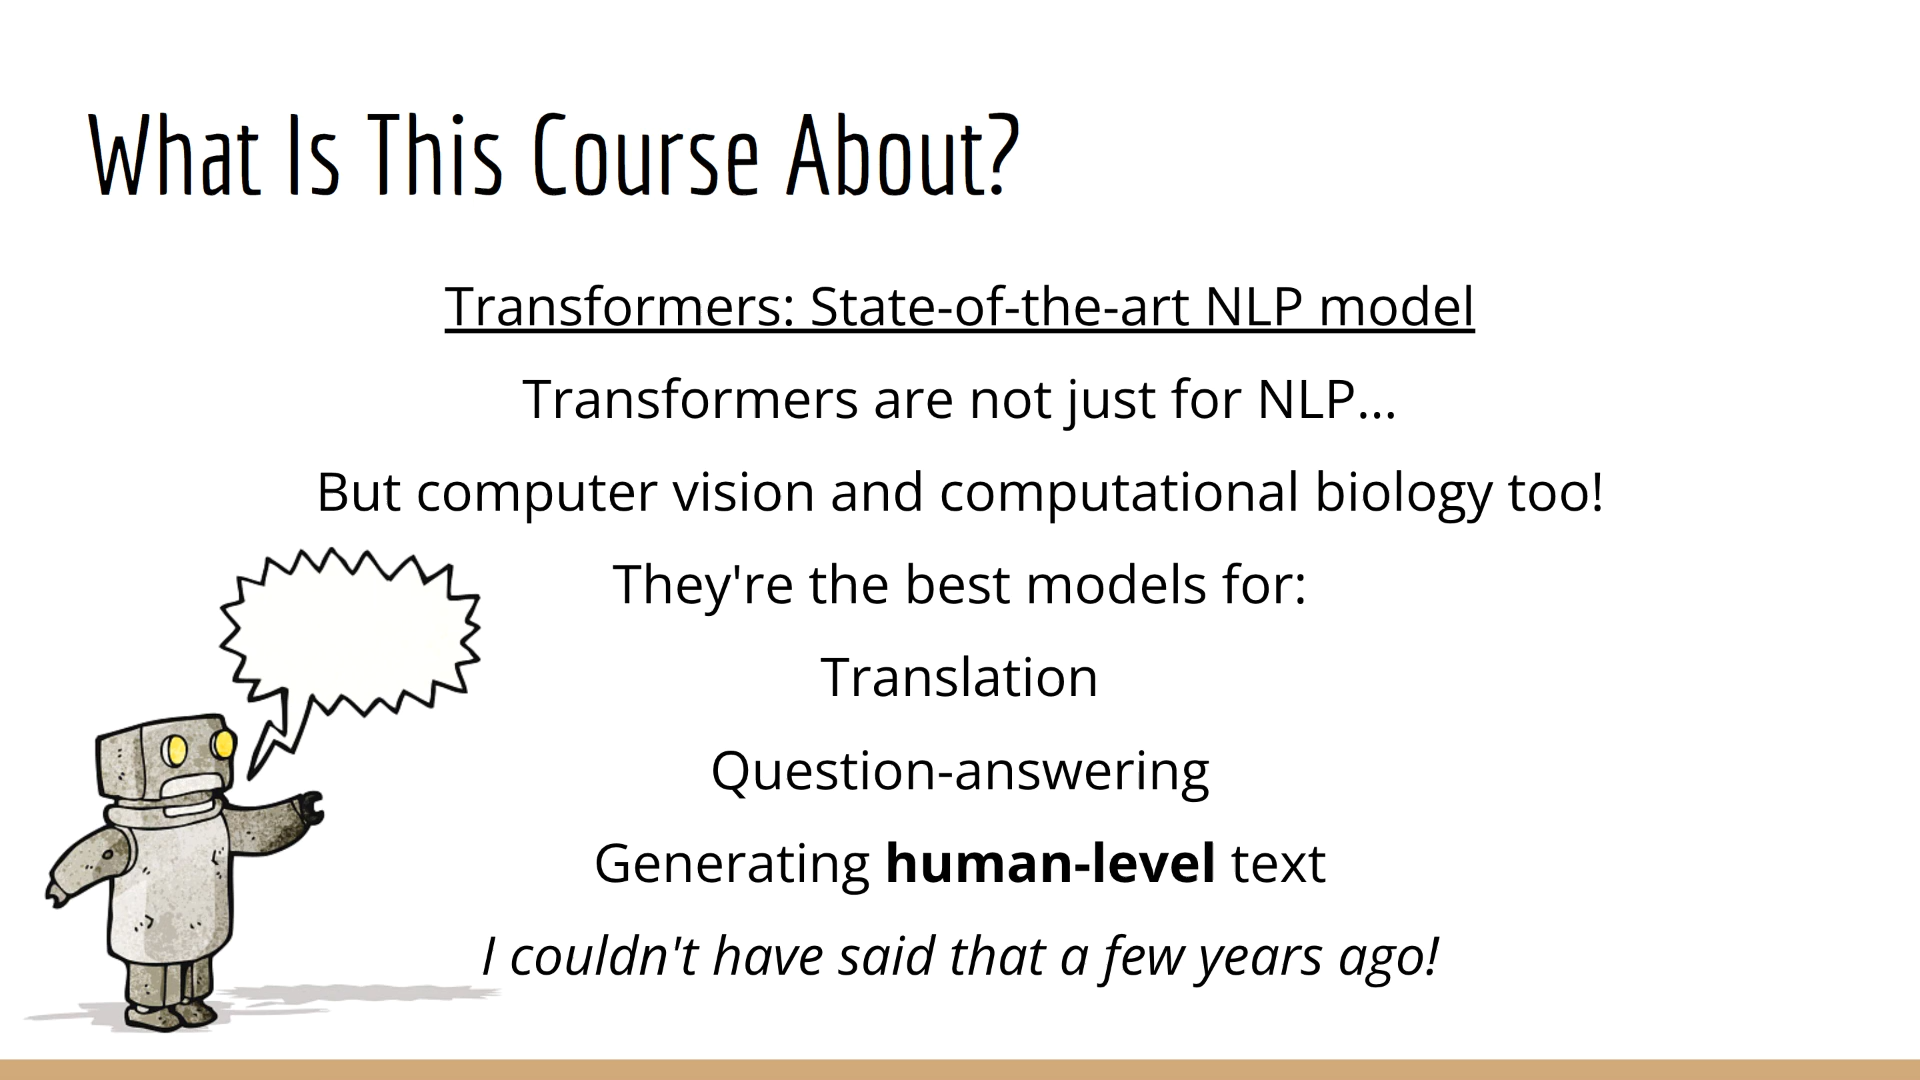 What Is This Course About?
Transformers: State-of-the-art NLP model
Transformers are not just for NLP...
But computer vision and computational biology too!
They're the best models for:
Translation
Question-answering
Generating human-level text
I couldn't have said that a few years ago!